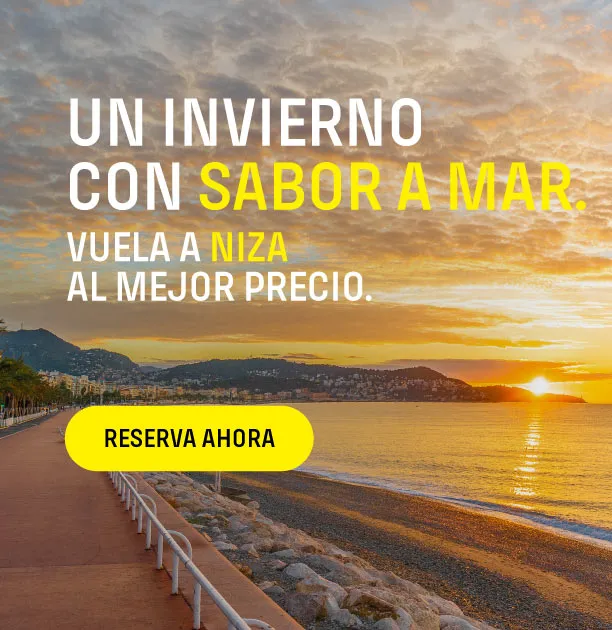 UN INVIERNO
CON SABOR A MAR.
VUELA A NIZA
AL MEJOR PRECIO.
RESERVA AHORA